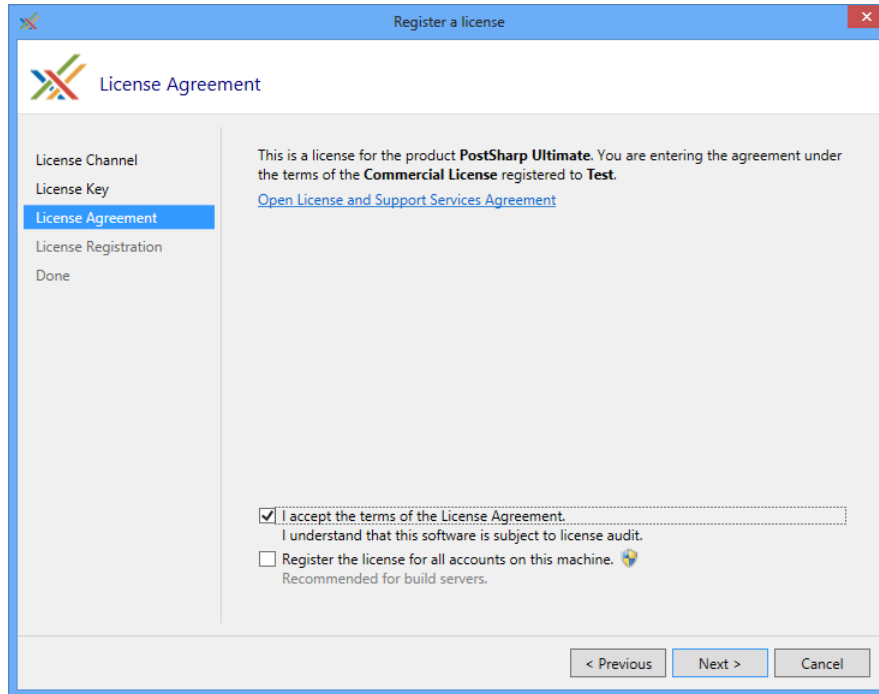 Register a license
License Agreement
License Channel
License Key
License Agreement
License Registration
Done
This is a license for the product PostSharp Ultimate. You are entering the agreement under
the terms of the Commercial License registered to Test.
Open License and Support Services Agreement
I accept the terms of the License Agreement.
I understand that this software is subject to license audit.
Register the license for all accounts on this machine.
Recommended for build servers.
< Previous
Next >
Cancel